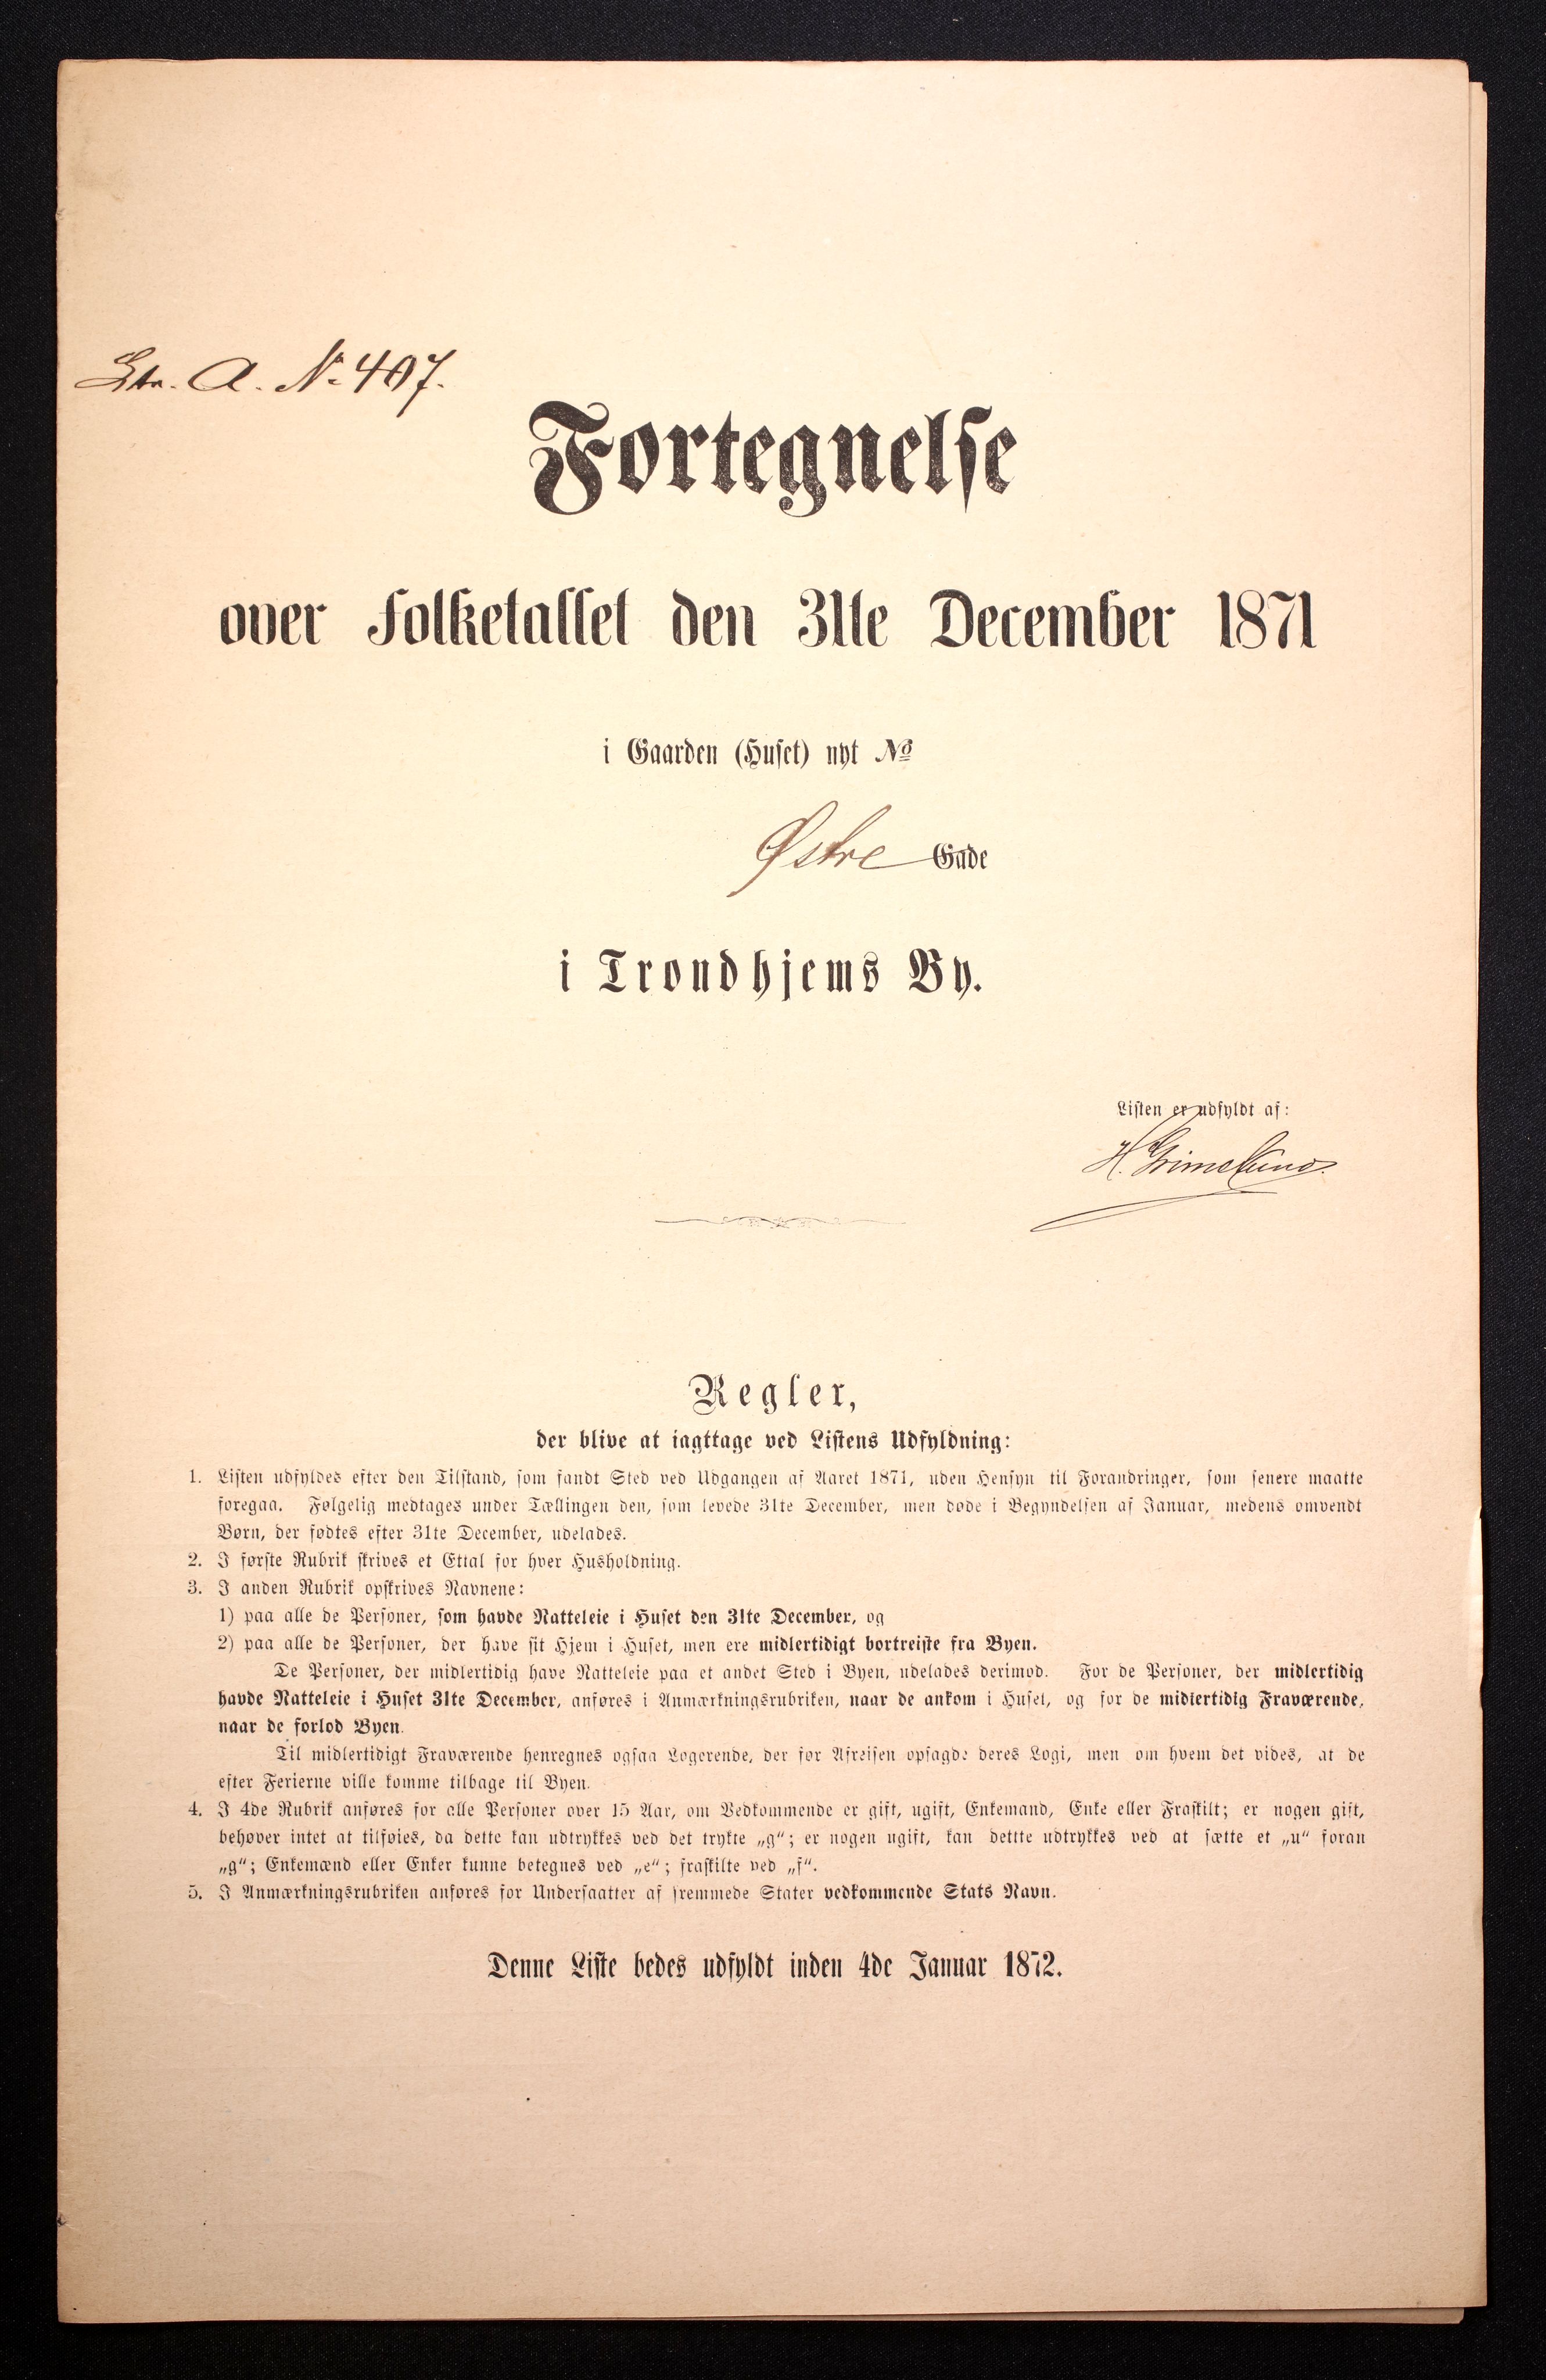 Ltr. A. No 407.
Fortegnelse
over Folketallet den 31te December 1871
i Gaarden (Huset) nyt No
Østre Gade
i Trondhjems By.
Listen er udfyldt af:
H. Grimelund
Regler,
der blive at iagttage ved Listens Udfyldning:
1. Listen udfyldes efter den Tilstand, som fandt Sted ved Udgangen af Aaret 1871, uden Hensyn til Forandringer, som senere maatte
foregaa. Følgelig medtages under Tællingen den, som levede 31te December, men døde i Begyndelsen af Januar, medens omvendt
Børn, der fødtes efter 31te December, udelades.
2. I første Rubrik skrives et Ettal for hver Husholdning.
3. I anden Rubrik opskrives Navnene:
1) paa alle de Personer, som havde Natteleie i Huset den 31te December, og
2) paa alle de Personer, der have sit Hjem i Huset, men ere midlertidigt bortreiste fra Byen.
De Personer, der midlertidig have Natteleie paa et andet Sted i Byen, udelades derimod. For de Personer, der midlertidig
havde Natteleie i Huset 31te December, anføres i Anmærkningsrubriken, naar de ankom i Huset, og for de midlertidig Fraværende,
naar de forlod Byen.
Til midlertidigt Fraværende henregnes ogsaa Logerende, der før Afreisen opsagde deres Logi, men om hvem det vides, at de
efter Ferierne ville komme tilbage til Byen.
4. I 4de Rubrik anføres for alle Personer over 15 Aar, om Vedkommende er gift, ugift, Enkemand, Enke eller Fraskilt; er nogen gift,
behøver intet at tilføies, da dette kan udtrykkes ved det trykte „g“; er nogen ugift, kan dettte udtrykkes ved at sætte et „u“ foran
„g“; Enkemænd eller Enker kunne betegnes ved „e“; fraskilte ved „f“.
5. I Anmærkningsrubriken anføres for Undersaatter af fremmede Stater vedkommende Stats Navn.
Denne Liste bedes udfyldt inden 4de Januar 1872.